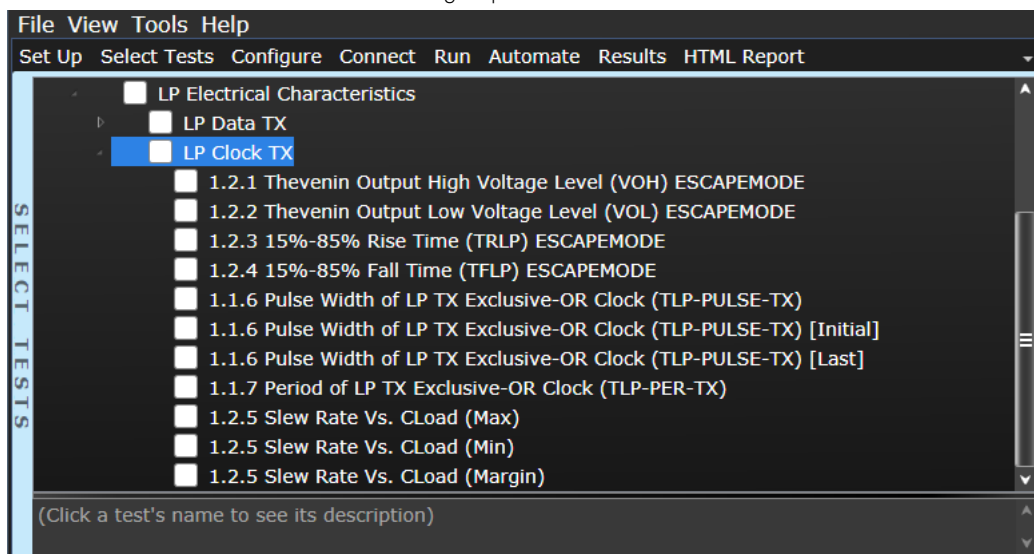 File View Tools Help
Set Up Select Tests Configure Connect Run Automate Results HTML Report
SELECT TESTS
LP Electrical Characteristics
LP Data TX
LP Clock TX
1.2.1 Thevenin Output High Voltage Level (VOH) ESCAPEMODE
1.2.2 Thevenin Output Low Voltage Level (VOL) ESCAPEMODE
1.2.3 15%-85% Rise Time (TRLP) ESCAPEMODE
1.2.4 15%-85% Fall Time (TFLP) ESCAPEMODE
1.1.6 Pulse Width of LP TX Exclusive-OR Clock (TLP-PULSE-TX)
1.1.6 Pulse Width of LP TX Exclusive-OR Clock (TLP-PULSE-TX) [Initial]
1.1.6 Pulse Width of LP TX Exclusive-OR Clock (TLP-PULSE-TX) [Last]
1.1.7 Period of LP TX Exclusive-OR Clock (TLP-PER-TX)
1.2.5 Slew Rate Vs. CLoad (Max)
1.2.5 Slew Rate Vs. CLoad (Min)
1.2.5 Slew Rate Vs. CLoad (Margin)
(Click a test's name to see its description)